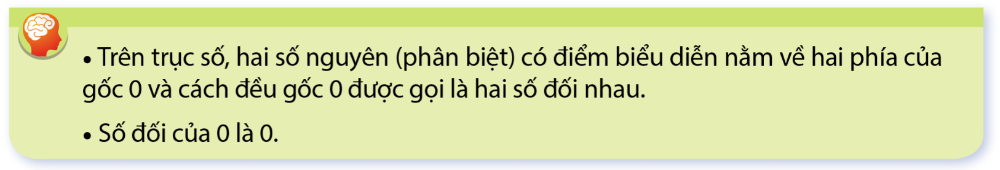 • Trên trục số, hai số nguyên (phân biệt) có điểm biểu diễn nằm về hai phía của
gốc 0 và cách đều gốc 0 được gọi là hai số đối nhau.
• Số đối của 0 là 0.